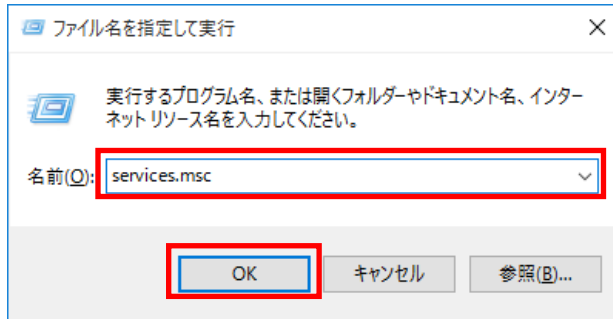 ファイル名を指定して実行
実行するプログラム名、または開くフォルダーやドキュメント名、インター
ネット リソース名を入力してください。
名前(O): services.msc
OK キャンセル 参照(B)...